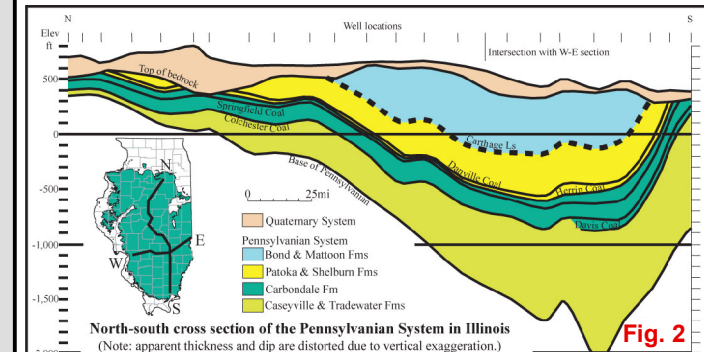 N
Well locations
S
Elev
ft
Intersection with W-E section
500
0
-500
-1,000
-1,500
-2,000
Top of bedrock
Springfield Coal
Colchester Coal
Base of Pennsylvanian
Carthage Ls
Danville Coal
Herrin Coal
Davis Coal
N
E
W
S
0 25mi
Quaternary System
Pennsylvanian System
Bond & Mattoon Fms
Patoka & Shelburn Fms
Carbondale Fm
Caseyville & Tradewater Fms
North-south cross section of the Pennsylvanian System in Illinois
(Note: apparent thickness and dip are distorted due to vertical exaggeration.)
Fig. 2